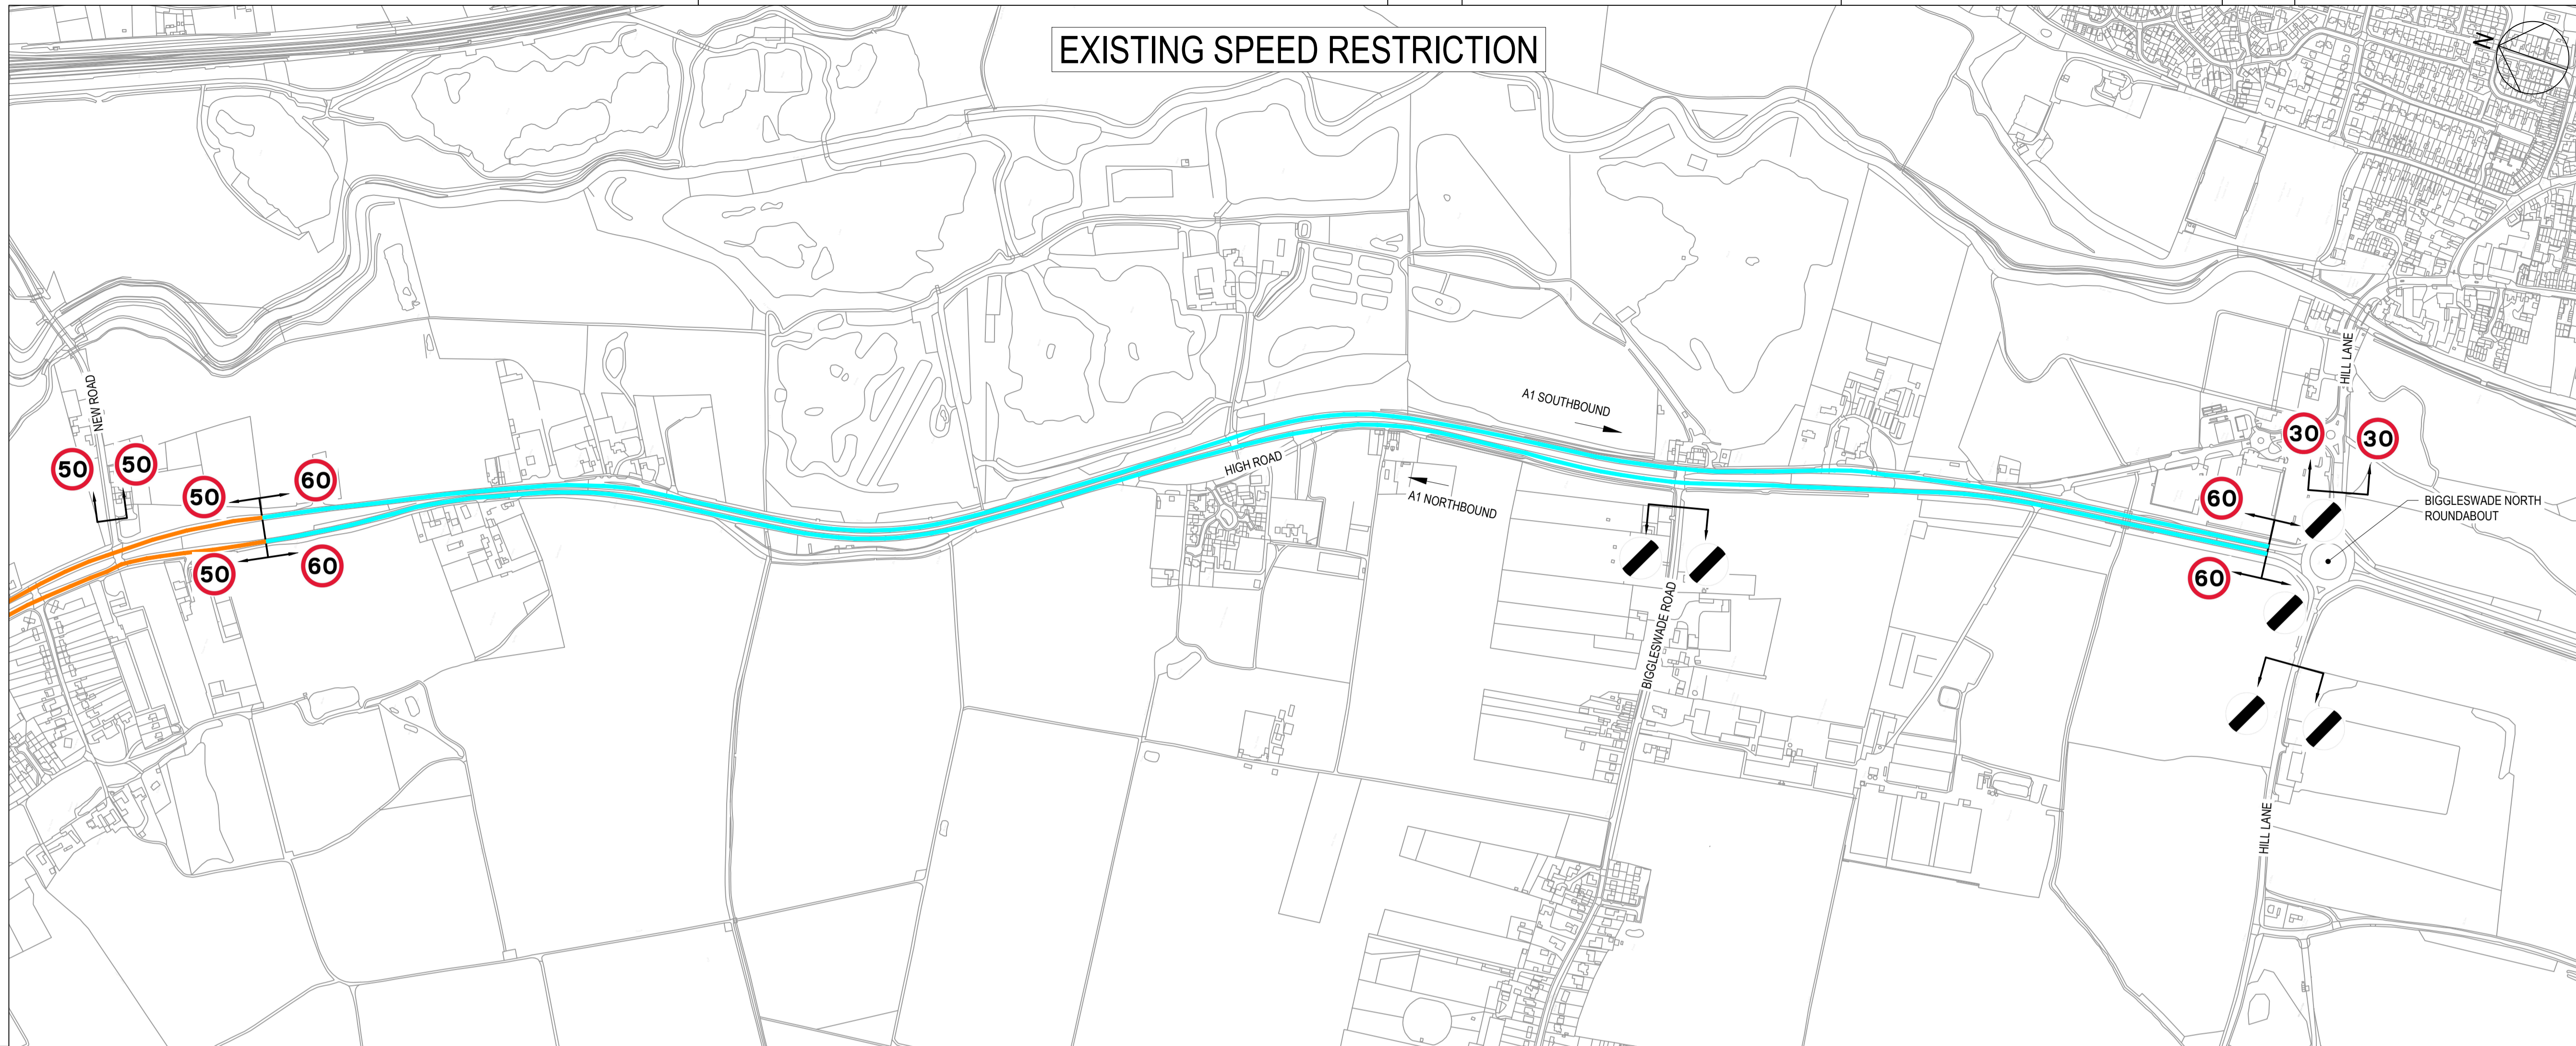 EXISTING SPEED RESTRICTION
N
NEW ROAD
50
50
50
60
50
60
HIGH ROAD
A1 SOUTHBOUND
A1 NORTHBOUND
BIGGLESWADE ROAD
HILL LANE
30
30
60
60
BIGGLESWADE NORTH
ROUNDABOUT
HILL LANE